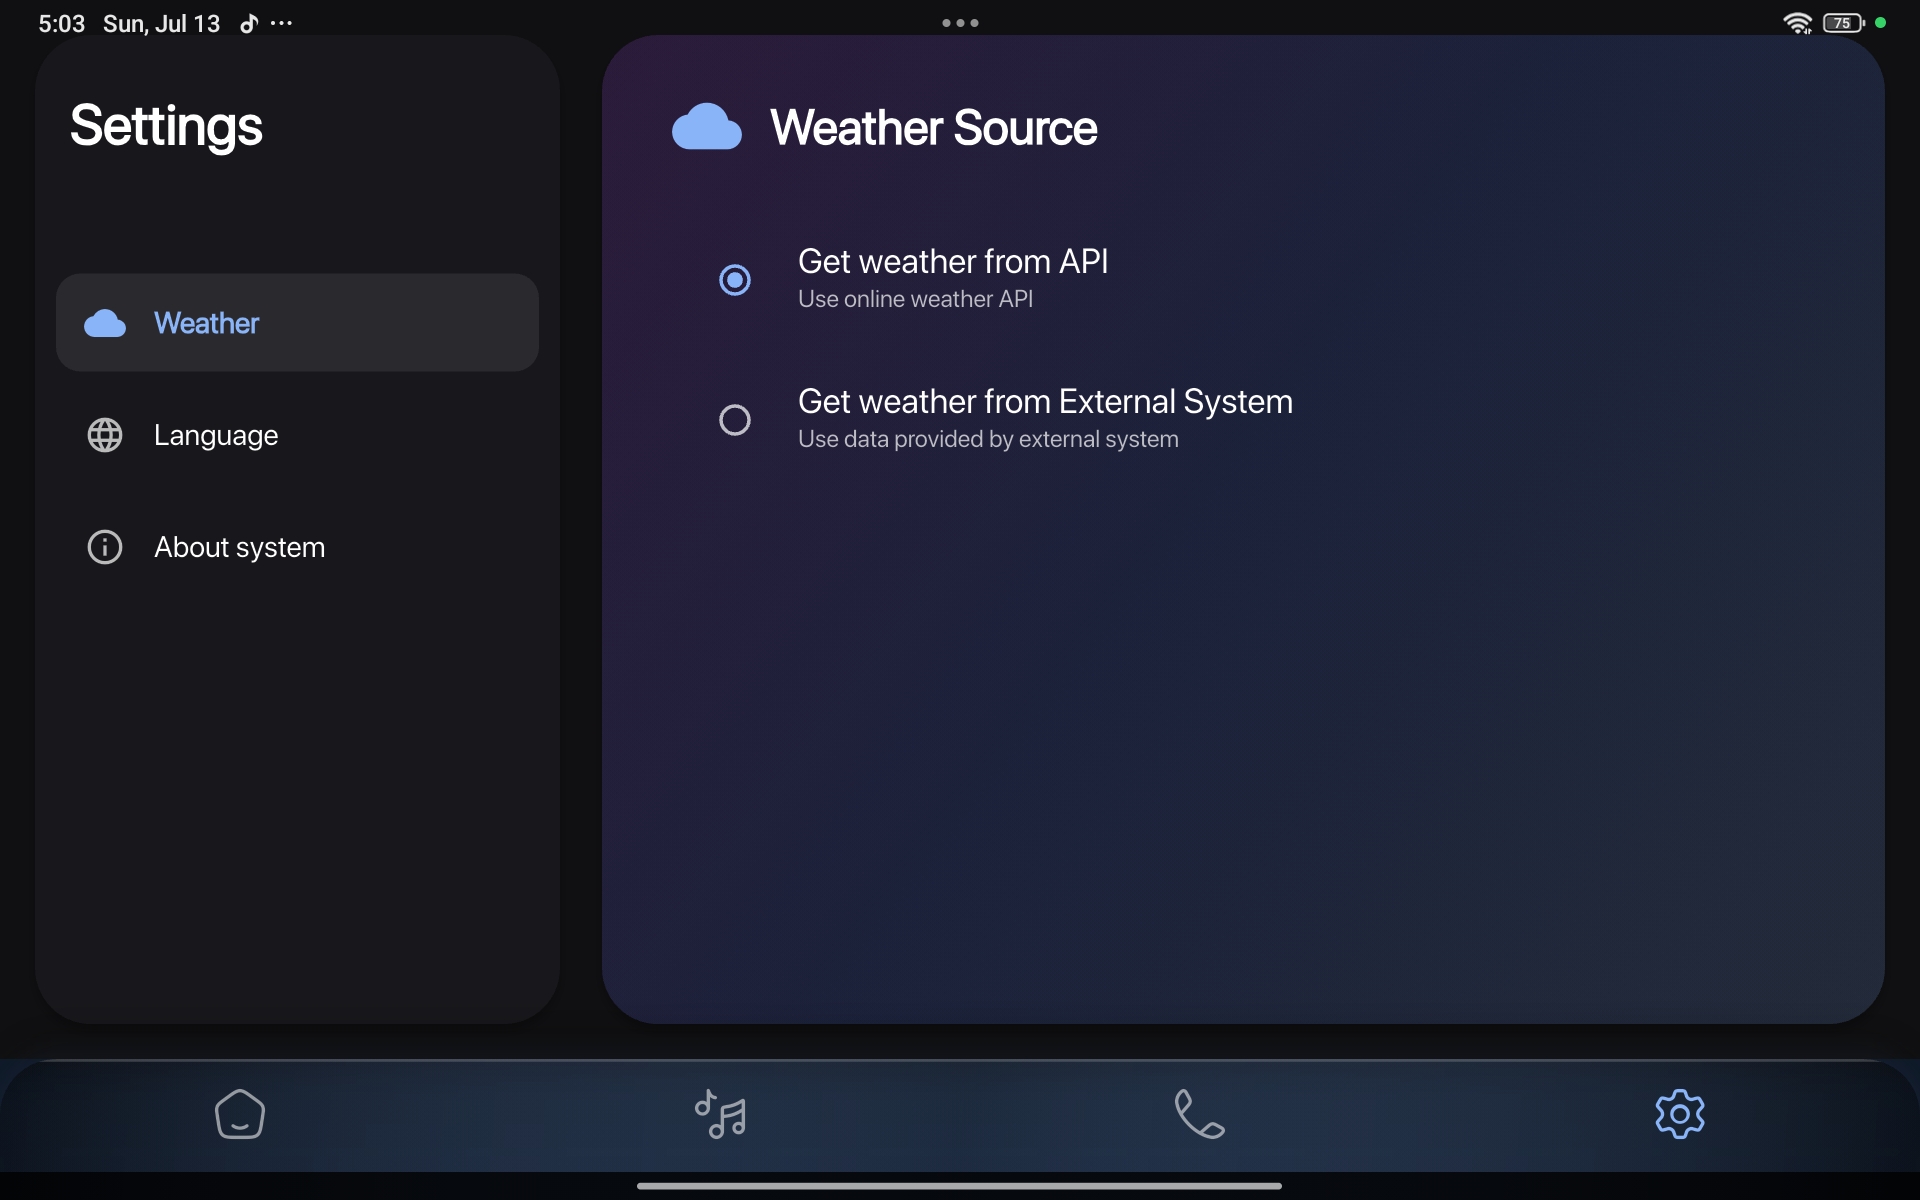 5:03 Sun, Jul 13
75
Settings
Weather
Language
About system
Weather Source
Get weather from API
Use online weather API
Get weather from External System
Use data provided by external system